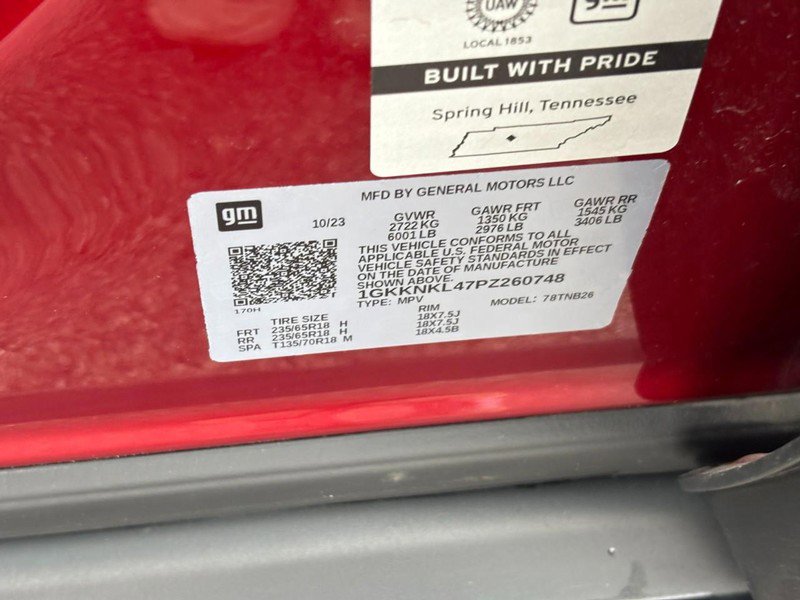 UAW
gm
LOCAL 1853
BUILT WITH PRIDE
Spring Hill, Tennessee
gm
MFD BY GENERAL MOTORS LLC
10/23 GVWR GAWR FRT GAWR RR
2722 KG 1350 KG 1545 KG
6001 LB 2976 LB 3406 LB
THIS VEHICLE CONFORMS TO ALL
APPLICABLE U.S. FEDERAL MOTOR
VEHICLE SAFETY STANDARDS IN EFFECT
ON THE DATE OF MANUFACTURE
SHOWN ABOVE.
1GKKNKL47PZ260748
170H
TYPE: MPV MODEL: 78TNB26
TIRE SIZE RIM
FRT 235/65R18 H 18X7.5J
RR 235/65R18 H 18X7.5J
SPA T135/70R18 M 18X4.5B